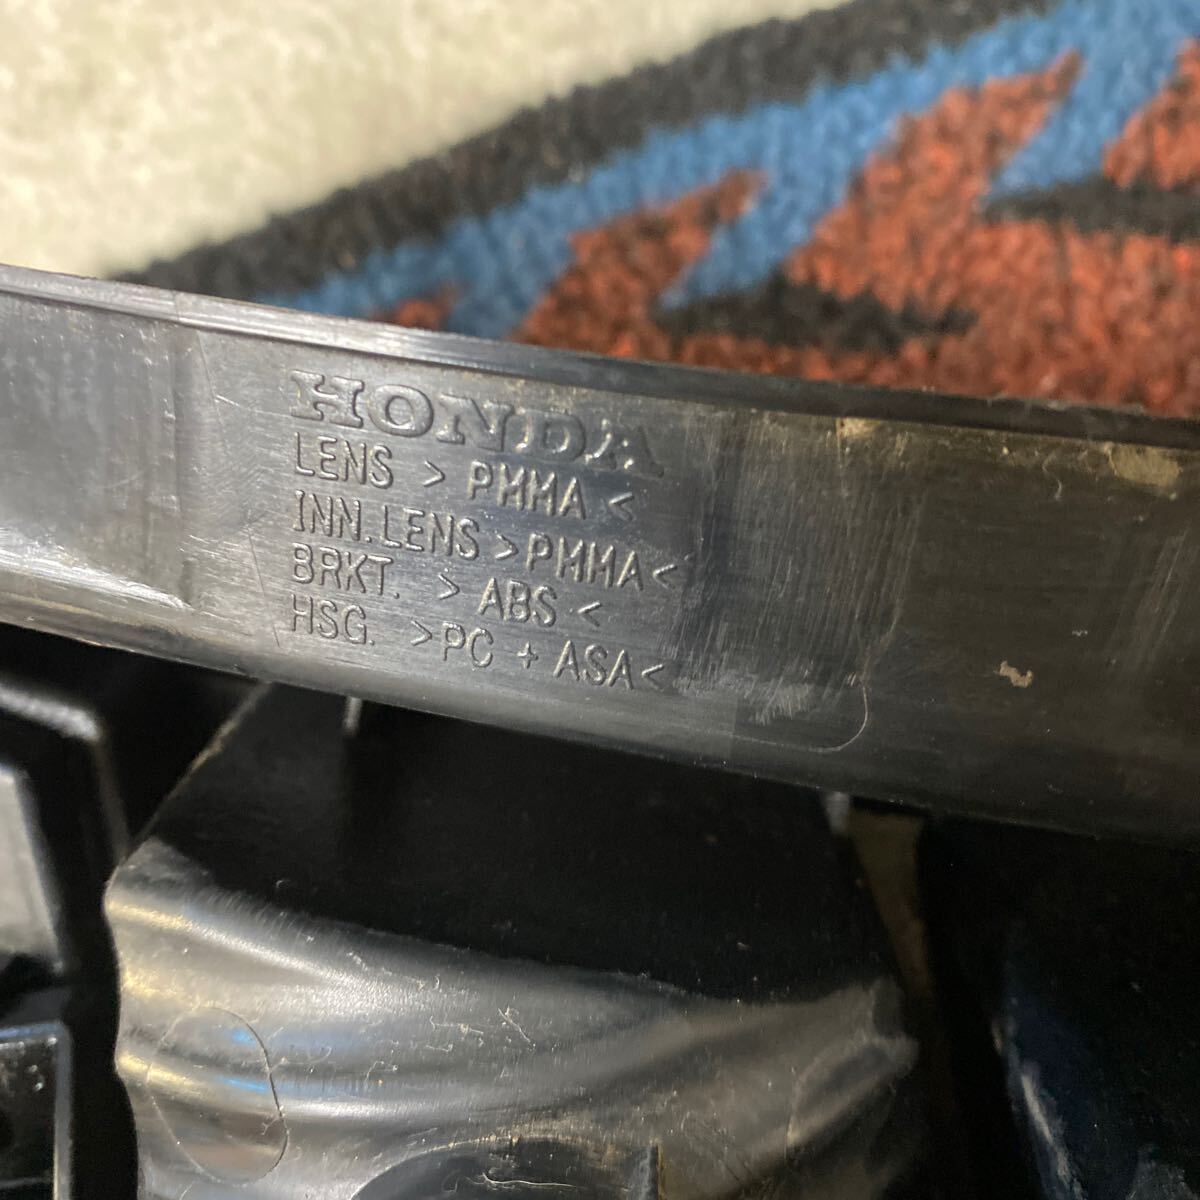 HONDA
LENS > PMMA <
INN. LENS > PMMA <
BRKT. > ABS <
HSG. >PC + ASA<